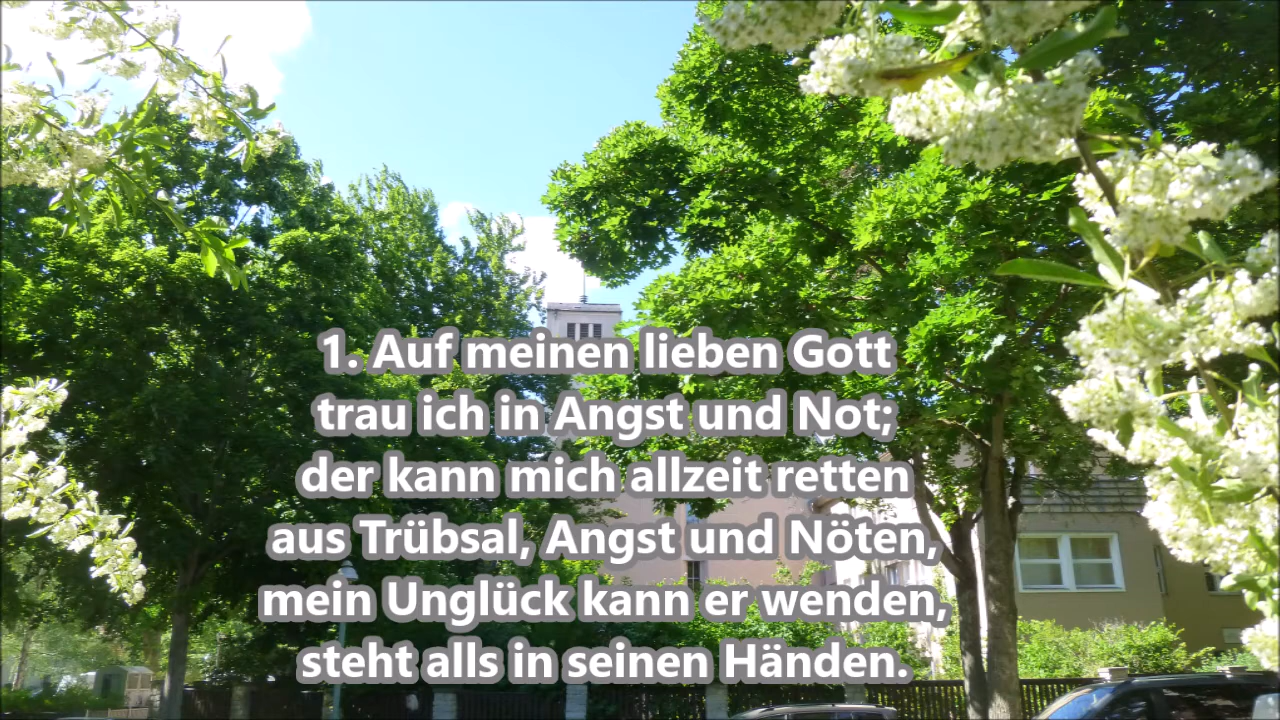 1. Auf meinen lieben Gott
trau ich in Angst und Not;
der kann mich allzeit retten
aus Trübsal, Angst und Nöten,
mein Unglück kann er wenden,
steht alls in seinen Händen.